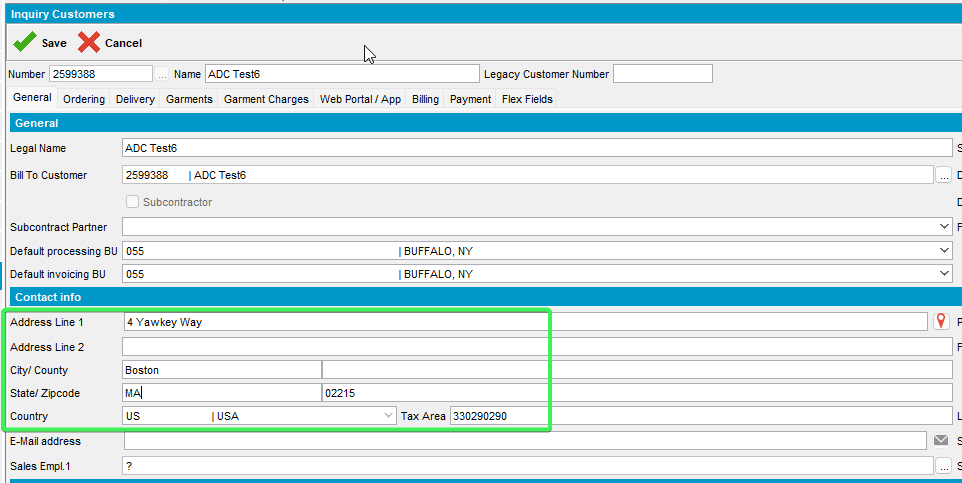 Inquiry Customers
Save Cancel
Number 2599388 ... Name ADC Test6 Legacy Customer Number
General Ordering Delivery Garments Garment Charges Web Portal / App Billing Payment Flex Fields
General
Legal Name ADC Test6 S
Bill To Customer 2599388 | ADC Test6 ... D
Subcontractor D
Subcontract Partner F
Default processing BU 055 | BUFFALO, NY
Default invoicing BU 055 | BUFFALO, NY
Contact info
Address Line 1 4 Yawkey Way P
Address Line 2 F
City/ County Boston
State/ Zipcode MA 02215
Country US | USA Tax Area 330290290 L
E-Mail address S
Sales Empl.1 ? ... S